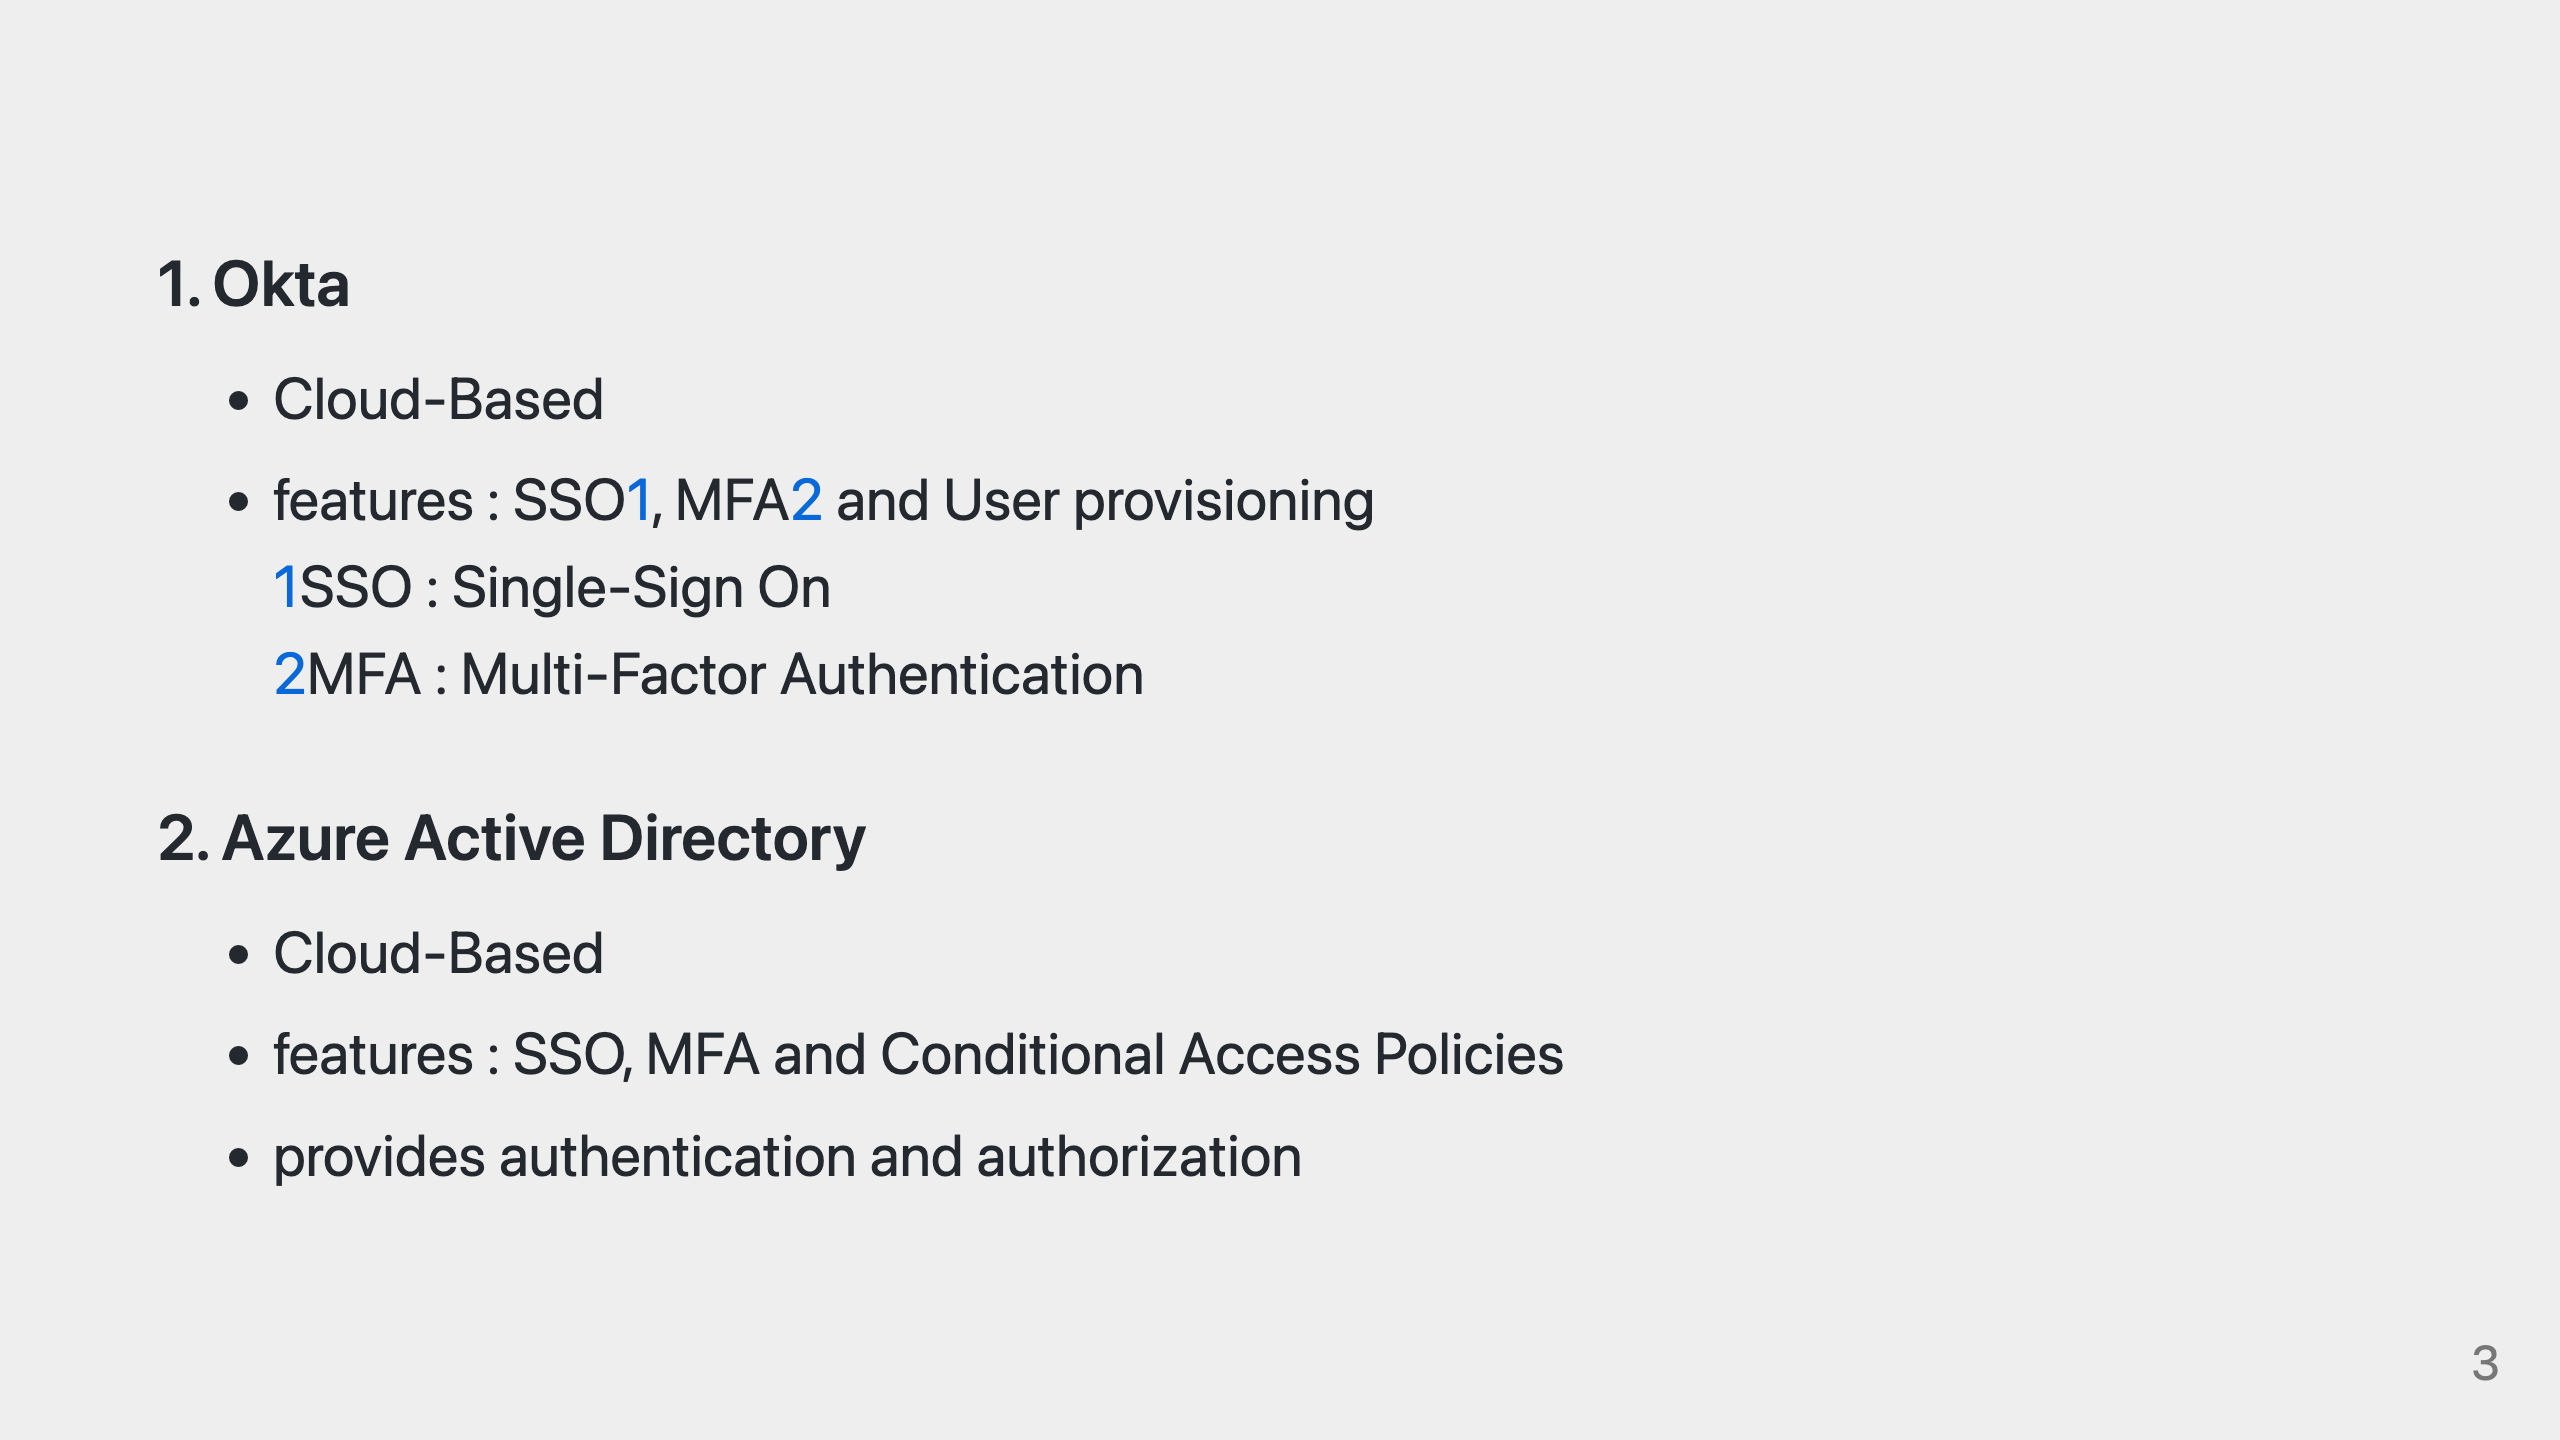 1. Okta
• Cloud-Based
• features : SSO1, MFA2 and User provisioning
1SSO : Single-Sign On
2MFA : Multi-Factor Authentication
2. Azure Active Directory
• Cloud-Based
• features : SSO, MFA and Conditional Access Policies
• provides authentication and authorization
3